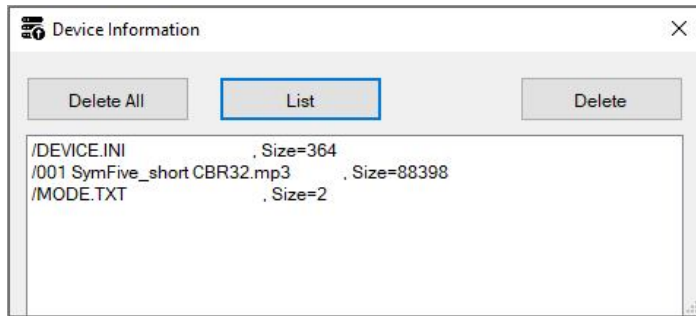 Device Information
Delete All List Delete
/DEVICE.INI , Size=364
/001 SymFive_short CBR32.mp3 , Size=88398
/MODE.TXT , Size=2